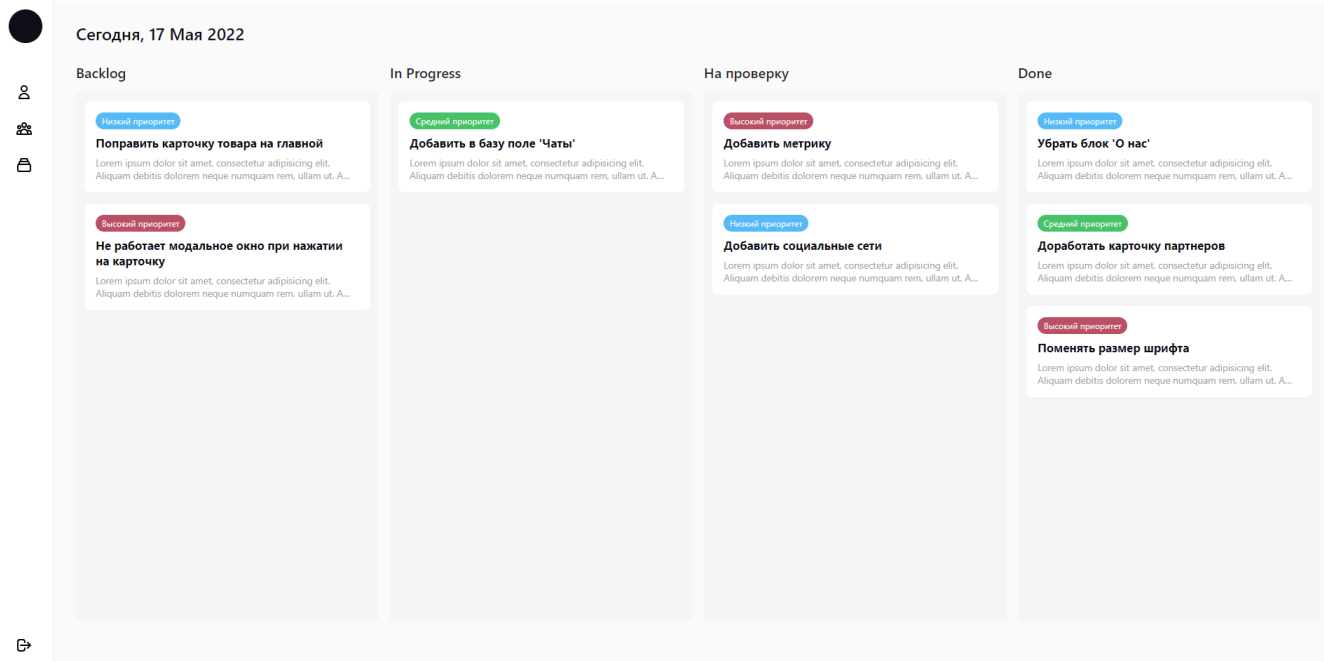 Сегодня, 17 Мая 2022
Backlog
Низкий приоритет
Поправить карточку товара на главной
Lorem ipsum dolor sit amet, consectetur adipisicing elit.
Aliquam debitis dolorem neque numquam rem, ullam ut. A...
Высокий приоритет
Не работает модальное окно при нажатии
на карточку
Lorem ipsum dolor sit amet, consectetur adipisicing elit.
Aliquam debitis dolorem neque numquam rem, ullam ut. A...
In Progress
Средний приоритет
Добавить в базу поле 'Чаты'
Lorem ipsum dolor sit amet, consectetur adipisicing elit.
Aliquam debitis dolorem neque numquam rem, ullam ut. A...
На проверку
Высокий приоритет
Добавить метрику
Lorem ipsum dolor sit amet, consectetur adipisicing elit.
Aliquam debitis dolorem neque numquam rem, ullam ut. A...
Низкий приоритет
Добавить социальные сети
Lorem ipsum dolor sit amet, consectetur adipisicing elit.
Aliquam debitis dolorem neque numquam rem, ullam ut. A...
Done
Низкий приоритет
Убрать блок 'О нас'
Lorem ipsum dolor sit amet, consectetur adipisicing elit.
Aliquam debitis dolorem neque numquam rem, ullam ut. A...
Средний приоритет
Доработать карточку партнеров
Lorem ipsum dolor sit amet, consectetur adipisicing elit.
Aliquam debitis dolorem neque numquam rem, ullam ut. A...
Высокий приоритет
Поменять размер шрифта
Lorem ipsum dolor sit amet, consectetur adipisicing elit.
Aliquam debitis dolorem neque numquam rem, ullam ut. A...